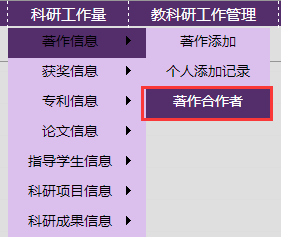 科研工作量 教科研工作管理
著作信息 著作添加
获奖信息 个人添加记录
专利信息 著作合作者
论文信息
指导学生信息
科研项目信息
科研成果信息